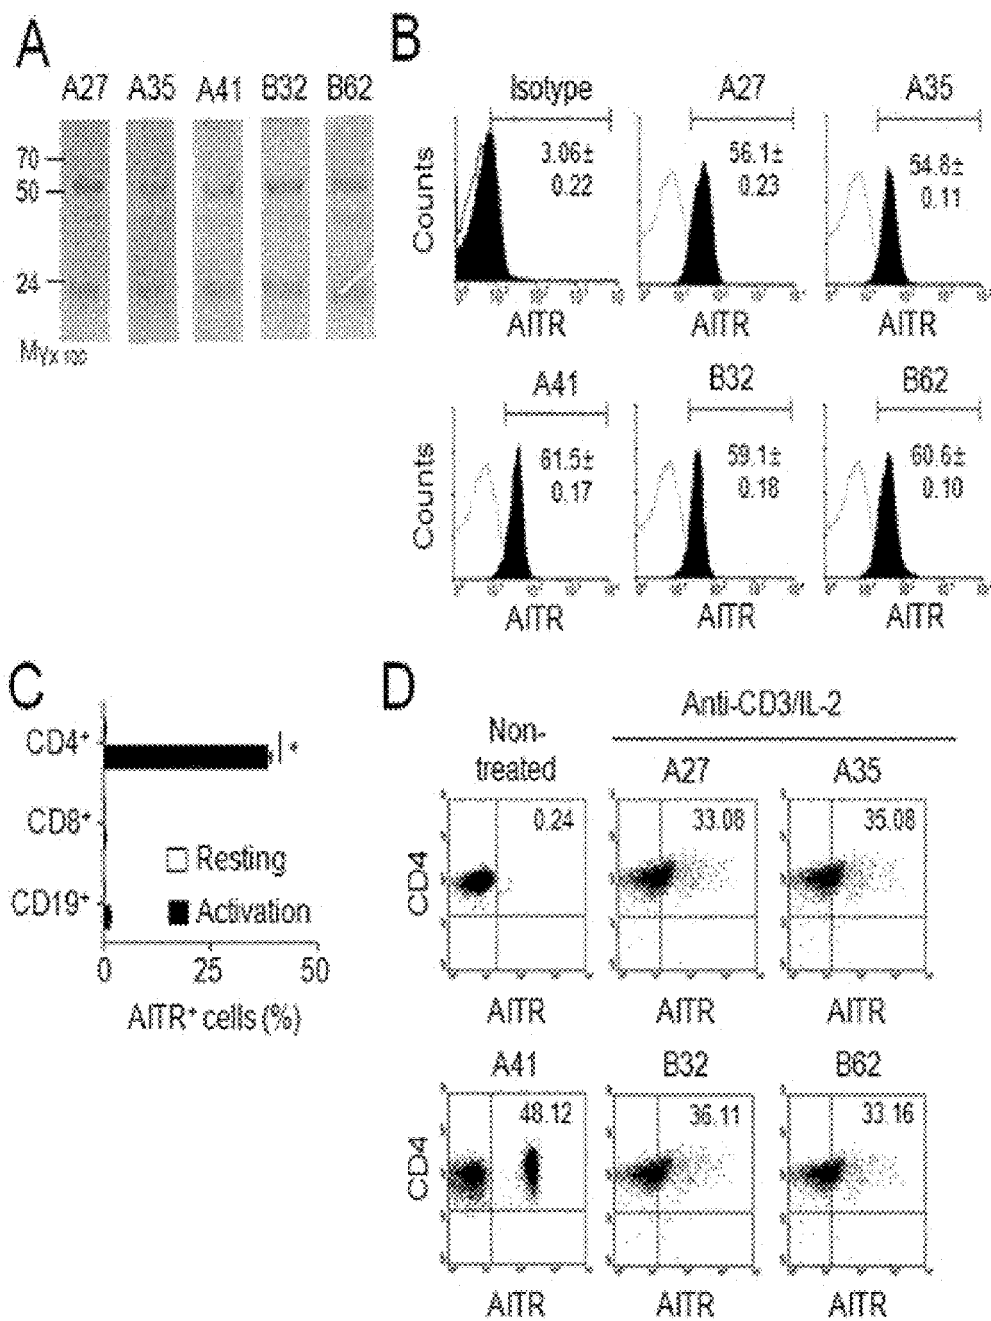 A
A27 A35 A41 B32 B62
70
50
24
B
Isotype
3.06±
0.22
Counts
AITR
A27
56.1±
0.23
AITR
A35
54.8±
0.11
AITR
A41
61.5±
0.17
Counts
AITR
B32
59.1±
0.18
AITR
B62
60.6±
0.10
AITR
C
CD4⁺
*
CD8⁺
CD19⁺
Resting
Activation
0 25 50
AITR⁺ cells (%)
D
Anti-CD3/IL-2
Non-
treated
0.24
CD4
AITR
A27
33.08
AITR
A35
35.08
AITR
A41
48.12
CD4
AITR
B32
36.11
AITR
B62
33.16
AITR